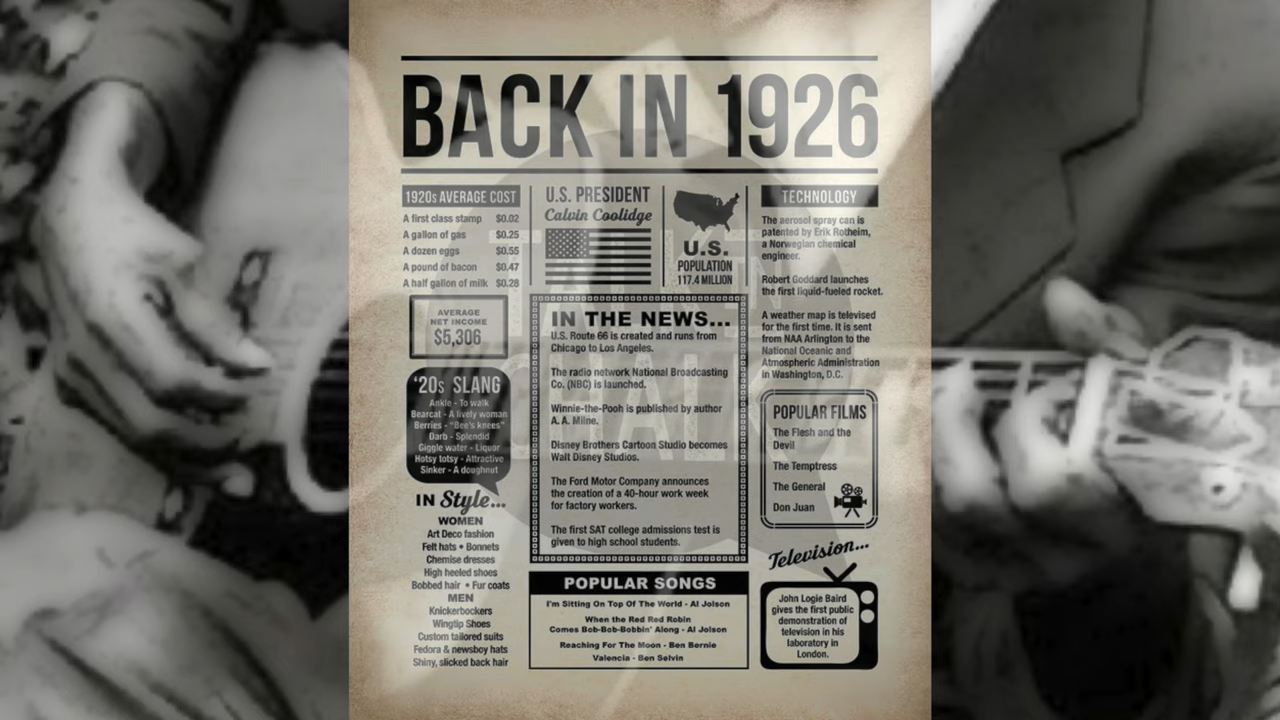 BACK IN 1926
1920s AVERAGE COST
A first class stamp $0.02
A gallon of gas $0.25
A dozen eggs $0.55
A pound of bacon $0.47
A half gallon of milk $0.28
AVERAGE
NET INCOME
$5,306
'20s SLANG
Ankle - To walk
Bearcat - A lively woman
Berries - "Bee's knees"
Darb - Splendid
Giggle water - Liquor
Hotsy totsy - Attractive
Sinker - A doughnut
IN Style...
WOMEN
Art Deco fashion
Felt hats • Bonnets
Chemise dresses
High heeled shoes
Bobbed hair • Fur coats
MEN
Knickerbockers
Wingtip Shoes
Custom tailored suits
Fedora & newsboy hats
Shiny, slicked back hair
U.S. PRESIDENT
Calvin Coolidge
U.S.
POPULATION
117.4 MILLION
IN THE NEWS...
U.S. Route 66 is created and runs from
Chicago to Los Angeles.
The radio network National Broadcasting
Co. (NBC) is launched.
Winnie-the-Pooh is published by author
A. A. Milne.
Disney Brothers Cartoon Studio becomes
Walt Disney Studios.
The Ford Motor Company announces
the creation of a 40-hour work week
for factory workers.
The first SAT college admissions test is
given to high school students.
POPULAR SONGS
I'm Sitting On Top Of The World - Al Jolson
When the Red Red Robin
Comes Bob-Bob-Bobbin' Along - Al Jolson
Reaching For The Moon - Ben Bernie
Valencia - Ben Selvin
TECHNOLOGY
The aerosol spray can is
patented by Erik Rotheim,
a Norwegian chemical
engineer.
Robert Goddard launches
the first liquid-fueled rocket.
A weather map is televised
for the first time. It is sent
from NAA Arlington to the
National Oceanic and
Atmospheric Administration
in Washington, D.C.
POPULAR FILMS
The Flesh and the
Devil
The Temptress
The General
Don Juan
Television...
John Logie Baird
gives the first public
demonstration of
television in his
laboratory in
London.